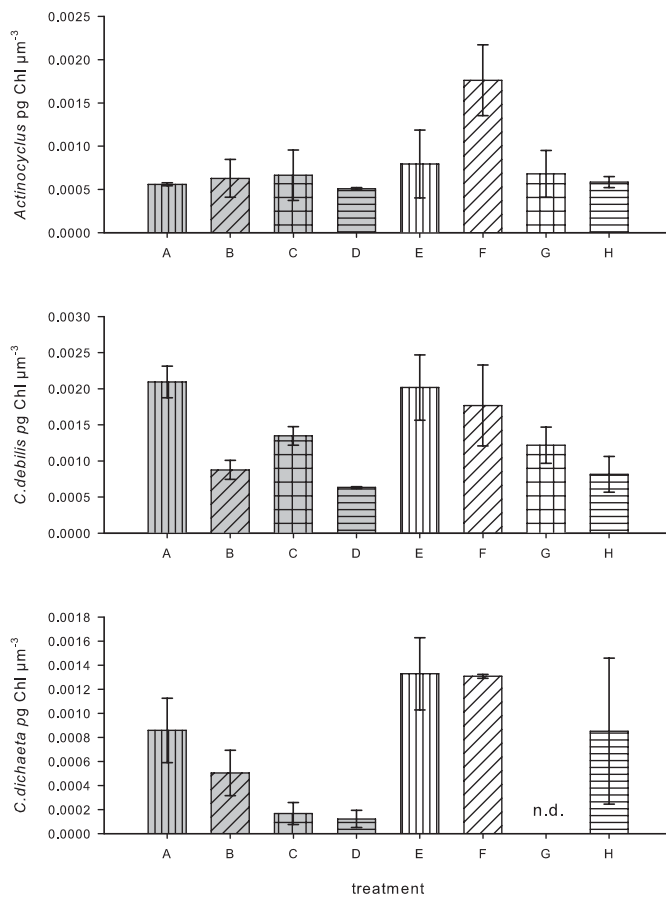 Actinocyclus pg Chl µm⁻³
0.0025
0.0020
0.0015
0.0010
0.0005
0.0000
A B C D E F G H
C.debilis pg Chl µm⁻³
0.0030
0.0025
0.0020
0.0015
0.0010
0.0005
0.0000
A B C D E F G H
C.dichaeta pg Chl µm⁻³
0.0018
0.0016
0.0014
0.0012
0.0010
0.0008
0.0006
0.0004
0.0002
0.0000
n.d.
A B C D E F G H
treatment